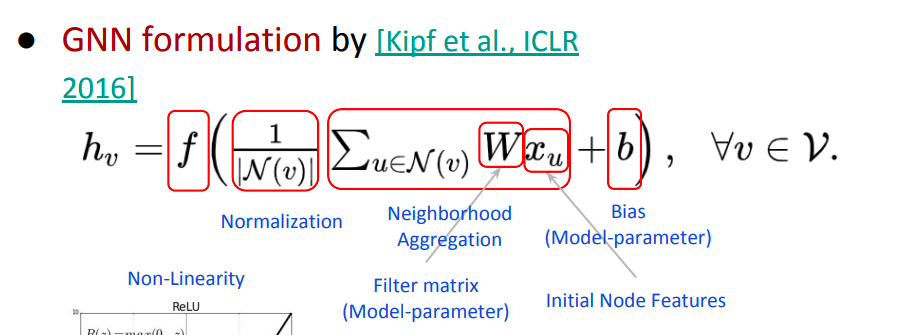 ● GNN formulation by [Kipf et al., ICLR
2016]
h_v = f( 1/|N(v)| ∑_{u∈N(v)} W x_u + b ) , ∀v ∈ V.
Normalization
Neighborhood
Aggregation
Bias
(Model-parameter)
Non-Linearity
Filter matrix
(Model-parameter)
Initial Node Features
ReLU
10